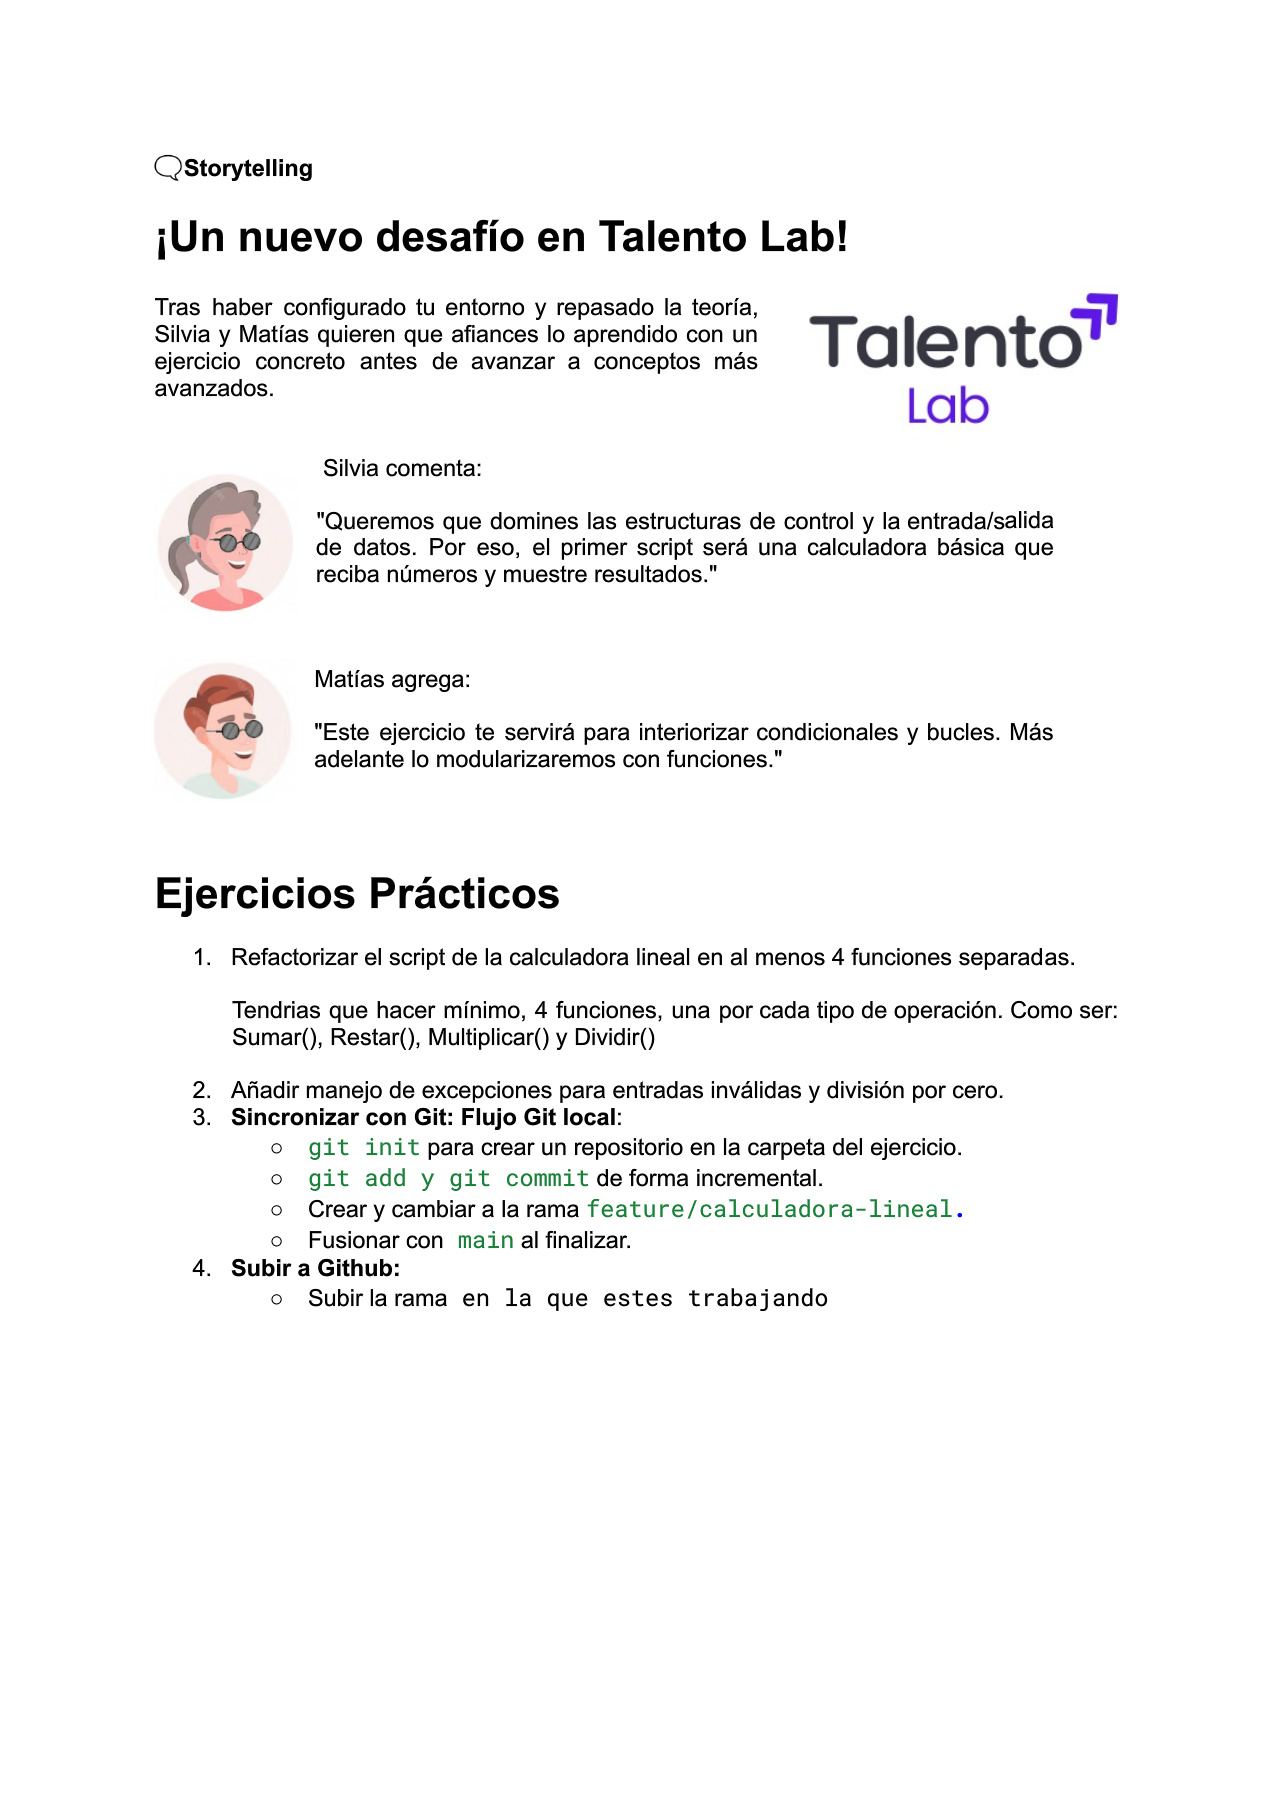 Storytelling
¡Un nuevo desafío en Talento Lab!
Tras haber configurado tu entorno y repasado la teoría,
Silvia y Matías quieren que afiances lo aprendido con un
ejercicio concreto antes de avanzar a conceptos más
avanzados.
Talento
Lab
Silvia comenta:
"Queremos que domines las estructuras de control y la entrada/salida
de datos. Por eso, el primer script será una calculadora básica que
reciba números y muestre resultados."
Matías agrega:
"Este ejercicio te servirá para interiorizar condicionales y bucles. Más
adelante lo modularizaremos con funciones."
Ejercicios Prácticos
1. Refactorizar el script de la calculadora lineal en al menos 4 funciones separadas.
Tendrias que hacer mínimo, 4 funciones, una por cada tipo de operación. Como ser:
Sumar(), Restar(), Multiplicar() y Dividir()
2. Añadir manejo de excepciones para entradas inválidas y división por cero.
3. Sincronizar con Git: Flujo Git local:
○ git init para crear un repositorio en la carpeta del ejercicio.
○ git add y git commit de forma incremental.
○ Crear y cambiar a la rama feature/calculadora-lineal.
○ Fusionar con main al finalizar.
4. Subir a Github:
○ Subir la rama en la que estes trabajando